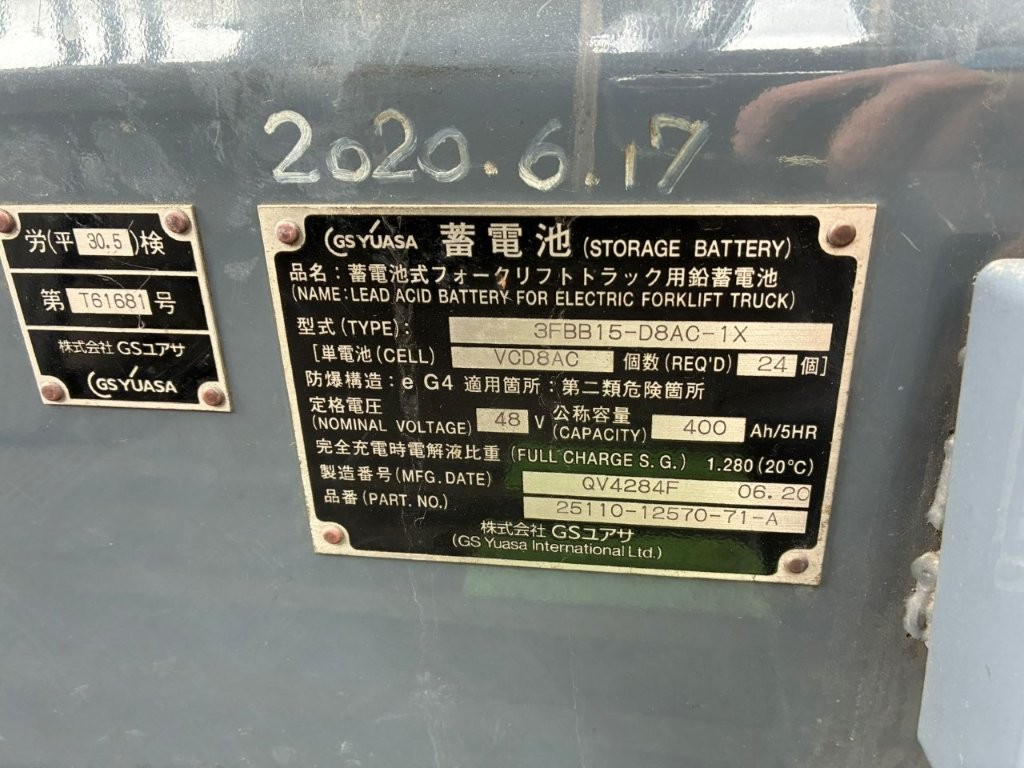 2020.6.17
労(平 30.5)検
第 T61681 号
株式会社 GSユアサ
GS YUASA
GS YUASA 蓄電池 (STORAGE BATTERY)
品名：蓄電池式フォークリフトトラック用鉛蓄電池
(NAME：LEAD ACID BATTERY FOR ELECTRIC FORKLIFT TRUCK)
型式(TYPE)： 3FBB15-D8AC-1X
[単電池(CELL) VCD8AC 個数(REQ'D) 24 個]
防爆構造：e G4 適用箇所：第二類危険箇所
定格電圧 (NOMINAL VOLTAGE) 48 V 公称容量 (CAPACITY) 400 Ah/5HR
完全充電時電解液比重 (FULL CHARGE S. G.) 1.280 (20℃)
製造番号(MFG. DATE) QV4284F 06.20
品番(PART. NO.) 25110-12570-71-A
株式会社 GSユアサ
(GS Yuasa International Ltd.)